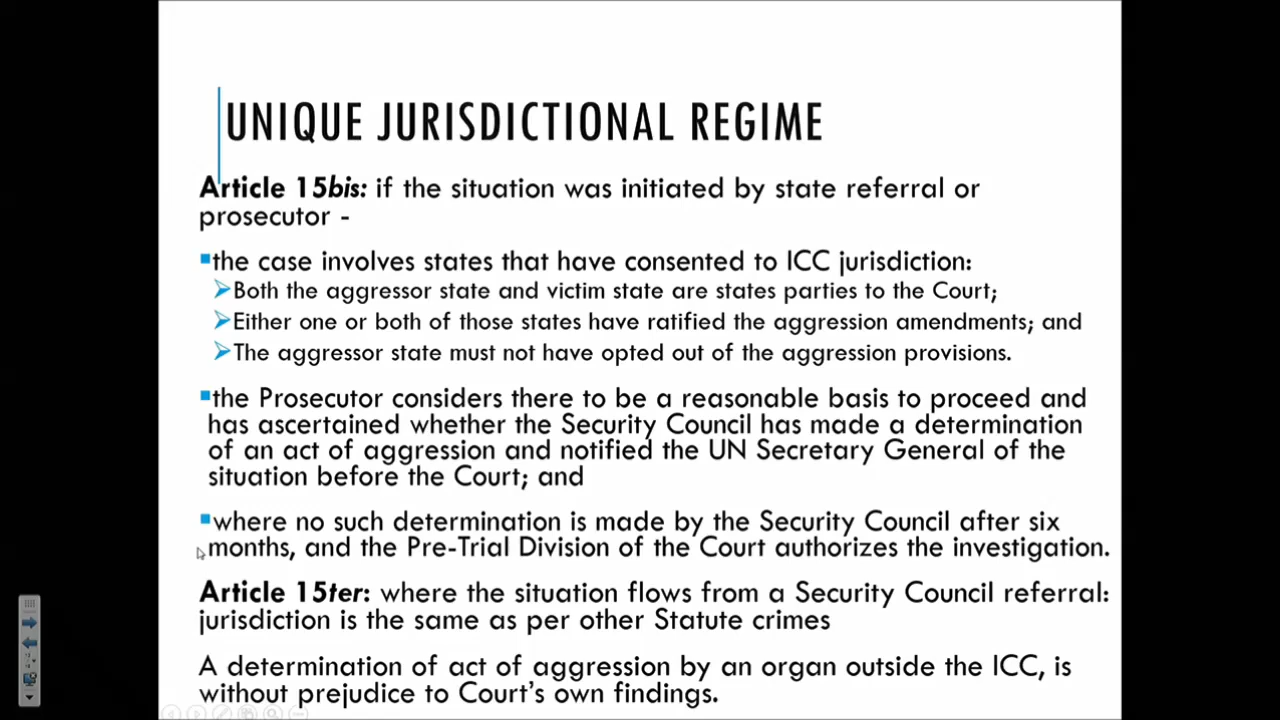 UNIQUE JURISDICTIONAL REGIME
Article 15bis: if the situation was initiated by state referral or
prosecutor -
the case involves states that have consented to ICC jurisdiction:
Both the aggressor state and victim state are states parties to the Court;
Either one or both of those states have ratified the aggression amendments; and
The aggressor state must not have opted out of the aggression provisions.
the Prosecutor considers there to be a reasonable basis to proceed and
has ascertained whether the Security Council has made a determination
of an act of aggression and notified the UN Secretary General of the
situation before the Court; and
where no such determination is made by the Security Council after six
months, and the Pre-Trial Division of the Court authorizes the investigation.
Article 15ter: where the situation flows from a Security Council referral:
jurisdiction is the same as per other Statute crimes
A determination of act of aggression by an organ outside the ICC, is
without prejudice to Court's own findings.